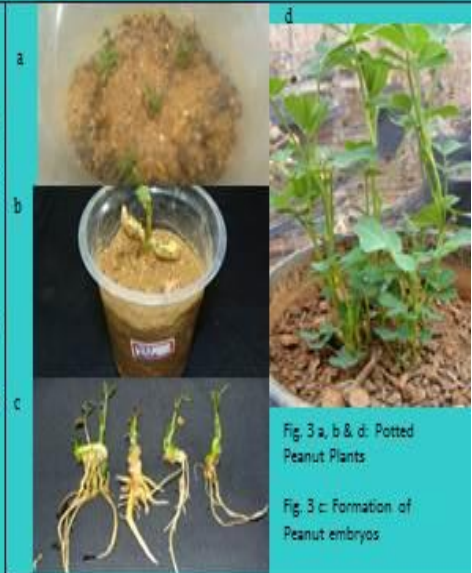 a
b
c
d
Fig. 3 a, b & d: Potted
Peanut Plants
Fig. 3 c: Formation of
Peanut embryos